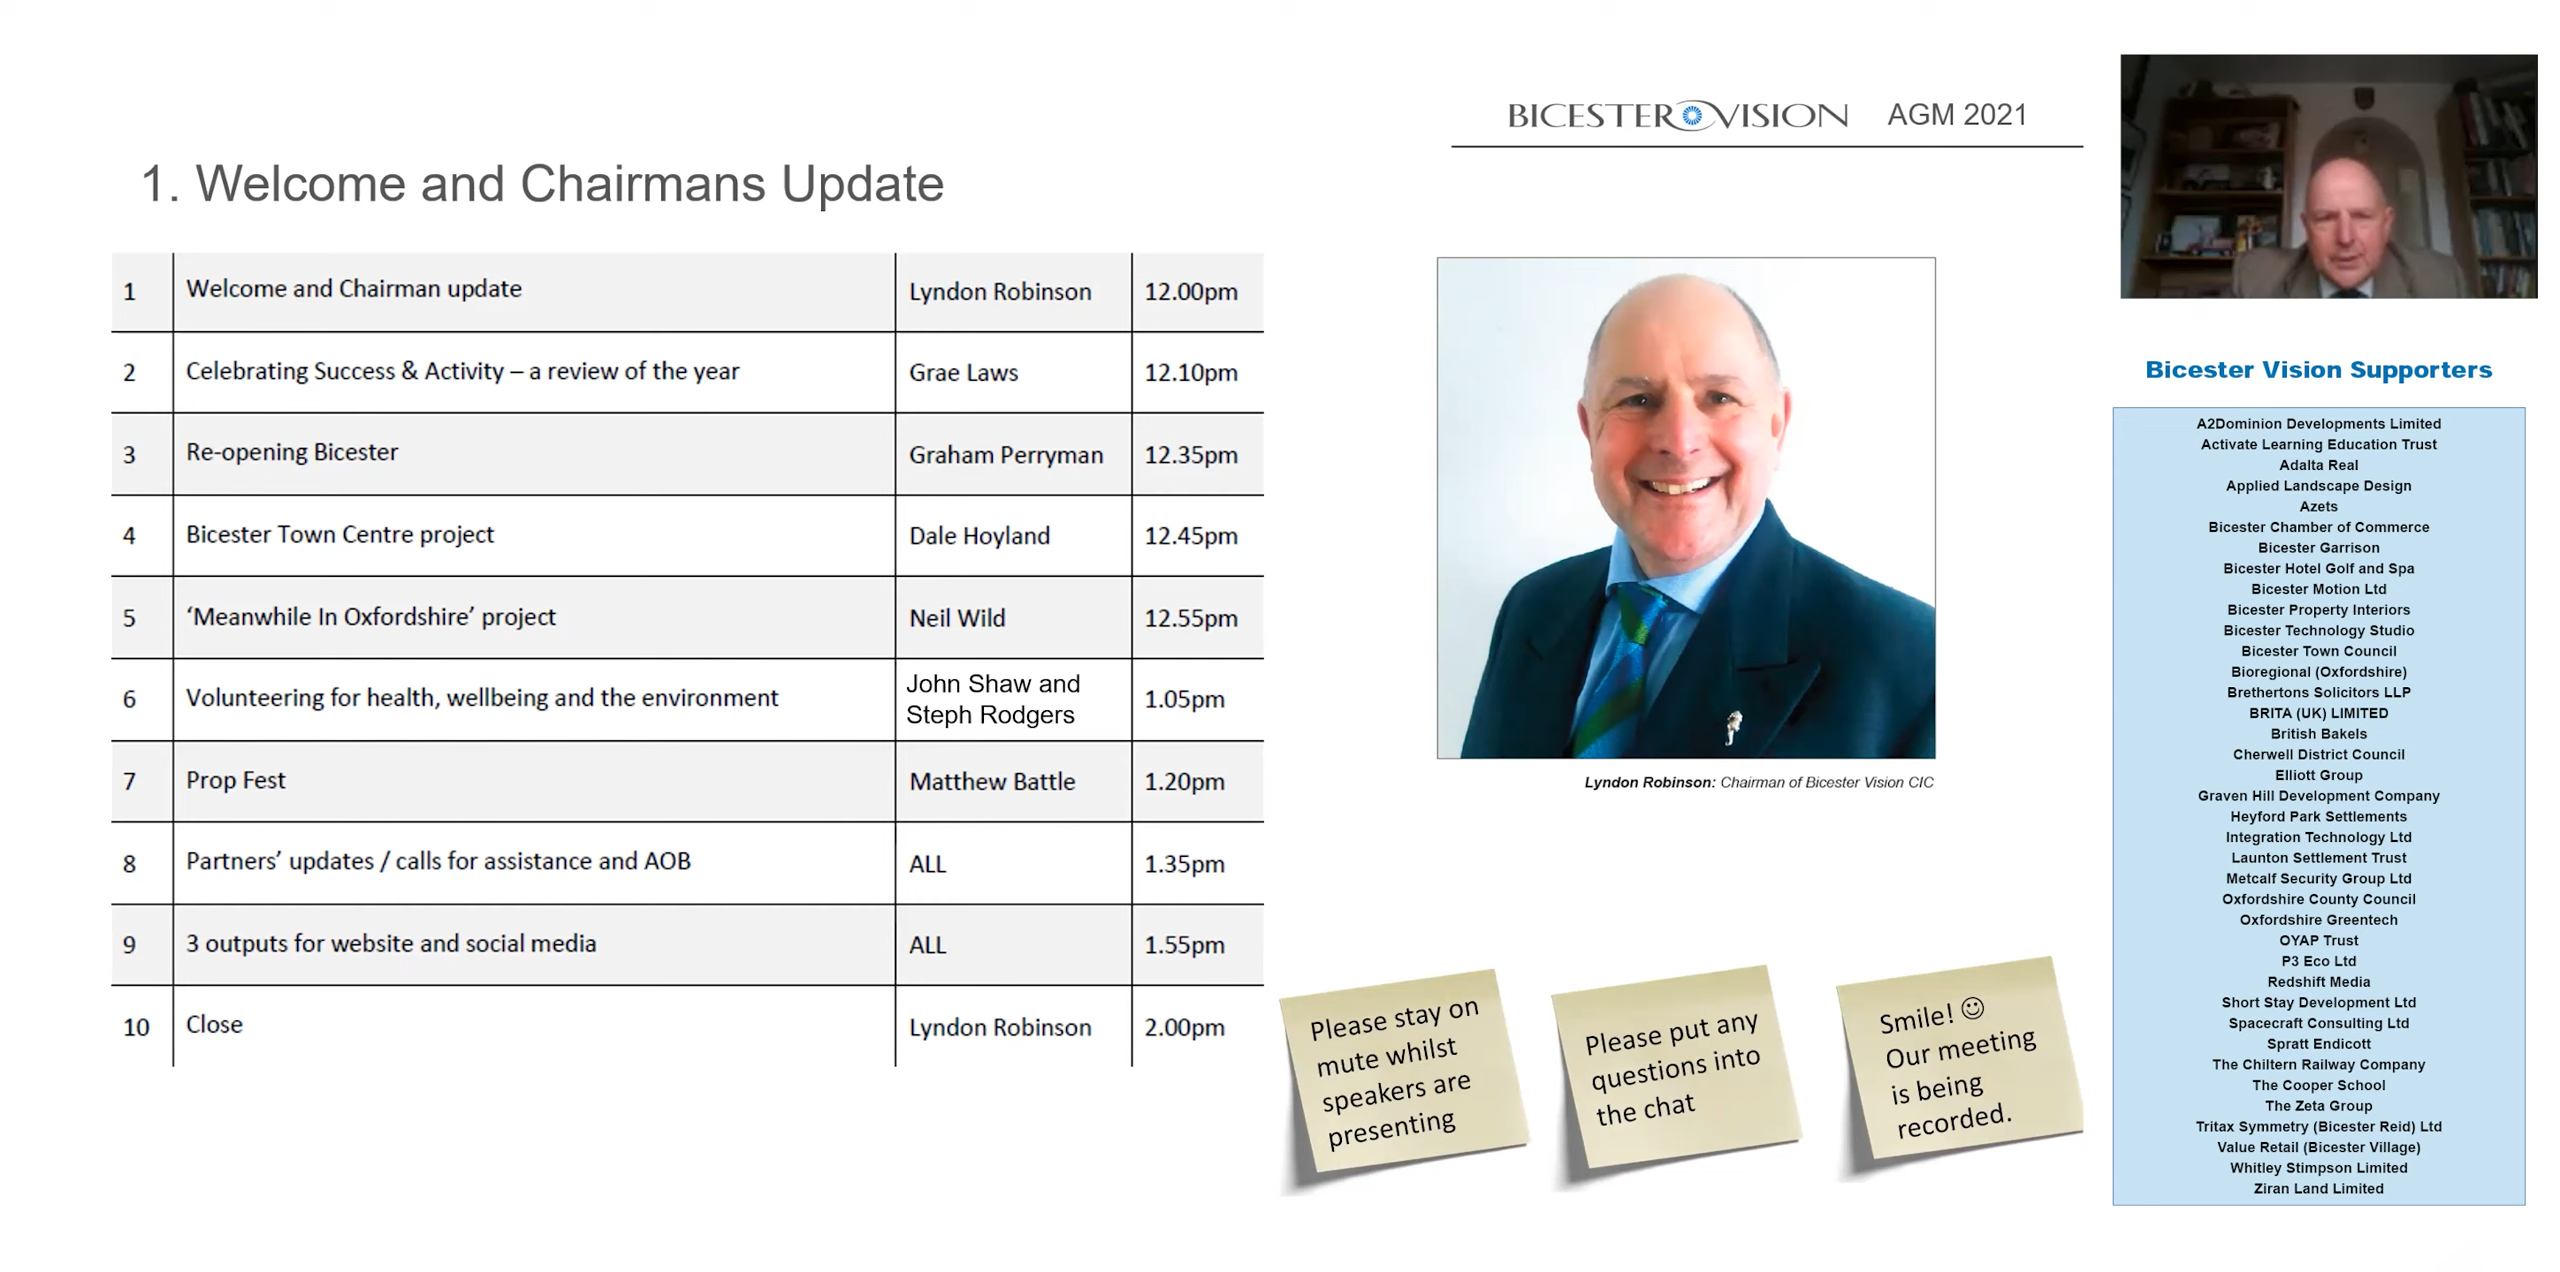 BICESTER VISION AGM 2021
1. Welcome and Chairmans Update
1 Welcome and Chairman update Lyndon Robinson 12.00pm
2 Celebrating Success & Activity – a review of the year Grae Laws 12.10pm
3 Re-opening Bicester Graham Perryman 12.35pm
4 Bicester Town Centre project Dale Hoyland 12.45pm
5 ‘Meanwhile In Oxfordshire’ project Neil Wild 12.55pm
6 Volunteering for health, wellbeing and the environment John Shaw and
Steph Rodgers 1.05pm
7 Prop Fest Matthew Battle 1.20pm
8 Partners’ updates / calls for assistance and AOB ALL 1.35pm
9 3 outputs for website and social media ALL 1.55pm
10 Close Lyndon Robinson 2.00pm
Lyndon Robinson: Chairman of Bicester Vision CIC
Please stay on
mute whilst
speakers are
presenting
Please put any
questions into
the chat
Smile! ☺
Our meeting
is being
recorded.
Bicester Vision Supporters
A2Dominion Developments Limited
Activate Learning Education Trust
Adalta Real
Applied Landscape Design
Azets
Bicester Chamber of Commerce
Bicester Garrison
Bicester Hotel Golf and Spa
Bicester Motion Ltd
Bicester Property Interiors
Bicester Technology Studio
Bicester Town Council
Bioregional (Oxfordshire)
Brethertons Solicitors LLP
BRITA (UK) LIMITED
British Bakels
Cherwell District Council
Elliott Group
Graven Hill Development Company
Heyford Park Settlements
Integration Technology Ltd
Launton Settlement Trust
Metcalf Security Group Ltd
Oxfordshire County Council
Oxfordshire Greentech
OYAP Trust
P3 Eco Ltd
Redshift Media
Short Stay Development Ltd
Spacecraft Consulting Ltd
Spratt Endicott
The Chiltern Railway Company
The Cooper School
The Zeta Group
Tritax Symmetry (Bicester Reid) Ltd
Value Retail (Bicester Village)
Whitley Stimpson Limited
Ziran Land Limited